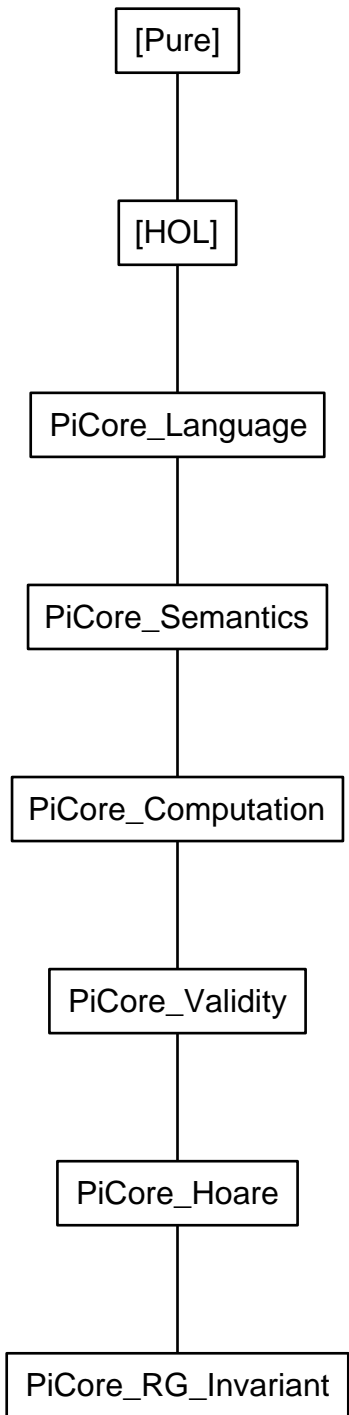 [Pure]
[HOL]
PiCore_Language
PiCore_Semantics
PiCore_Computation
PiCore_Validity
PiCore_Hoare
PiCore_RG_Invariant